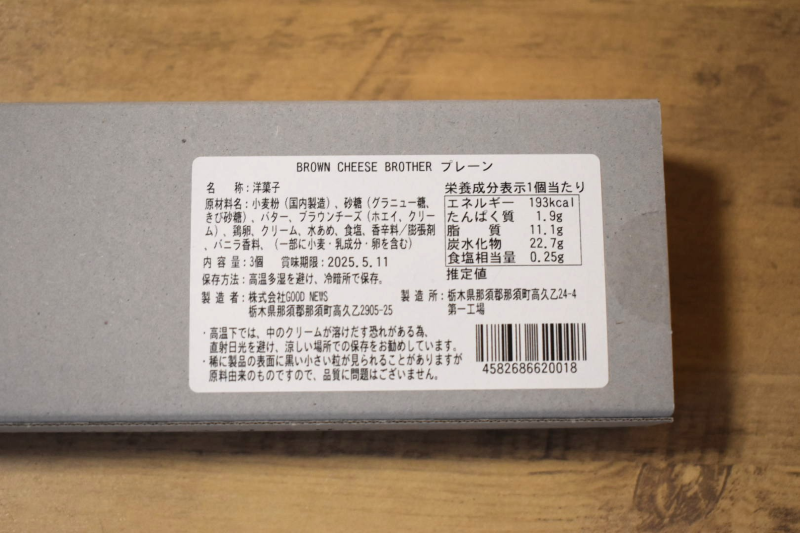 BROWN CHEESE BROTHER プレーン
名 称:洋菓子
原材料名:小麦粉(国内製造)、砂糖(グラニュー糖、
きび砂糖)、バター、ブラウンチーズ(ホエイ、クリー
ム)、鶏卵、クリーム、水あめ、食塩、香辛料/膨張剤
、バニラ香料、(一部に小麦・乳成分・卵を含む)
内 容 量:3個 賞味期限:2025.5.11
保存方法:高温多湿を避け、冷暗所で保存。
栄養成分表示1個当たり
エネルギー 193kcal
たんぱく質 1.9g
脂 質 11.1g
炭水化物 22.7g
食塩相当量 0.25g
推定値
製 造 者:株式会社GOOD NEWS
栃木県那須郡那須町高久乙2905-25
製 造 所:栃木県那須郡那須町高久乙24-4
第一工場
・高温下では、中のクリームが溶けだす恐れがある為、
直射日光を避け、涼しい場所での保存をお勧めしています。
・稀に製品の表面に黒い小さい粒が見られることがありますが
原料由来のものですので、品質に問題はございません。
4582686620018